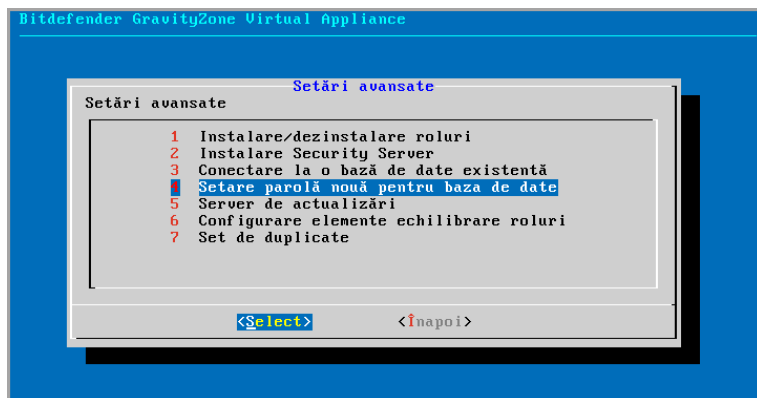 Bitdefender GravityZone Virtual Appliance
Setări avansate
Setări avansate
1 Instalare/dezinstalare roluri
2 Instalare Security Server
3 Conectare la o bază de date existentă
4 Setare parolă nouă pentru baza de date
5 Server de actualizări
6 Configurare elemente echilibrare roluri
7 Set de duplicate
<Select> <Înapoi>